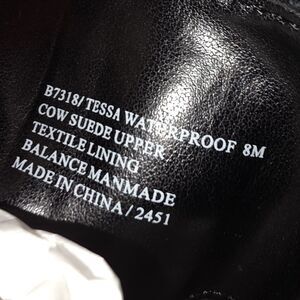 B7318/TESSA WATERPROOF 8M
COW SUEDE UPPER
TEXTILE LINING
BALANCE MANMADE
MADE IN CHINA/2451